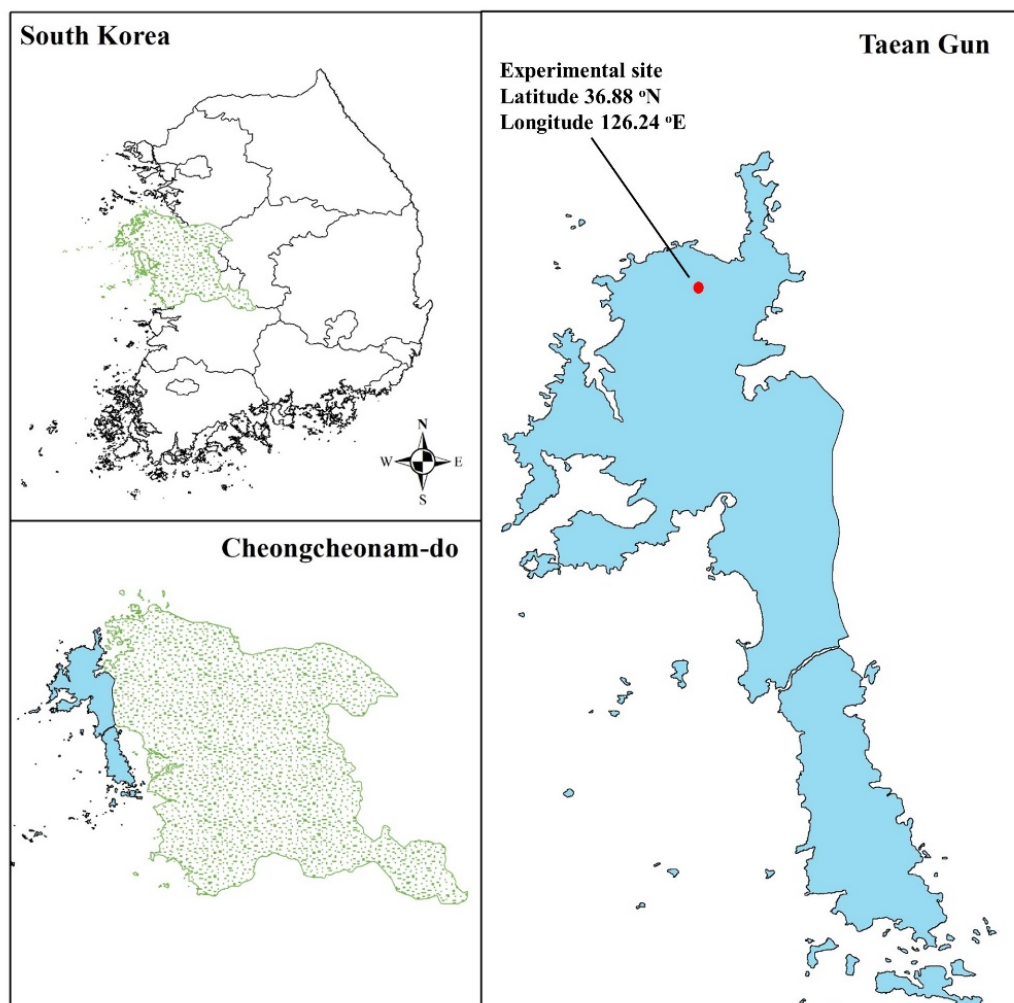 South Korea
N
W E
S
Cheongcheonam-do
Taean Gun
Experimental site
Latitude 36.88 °N
Longitude 126.24 °E